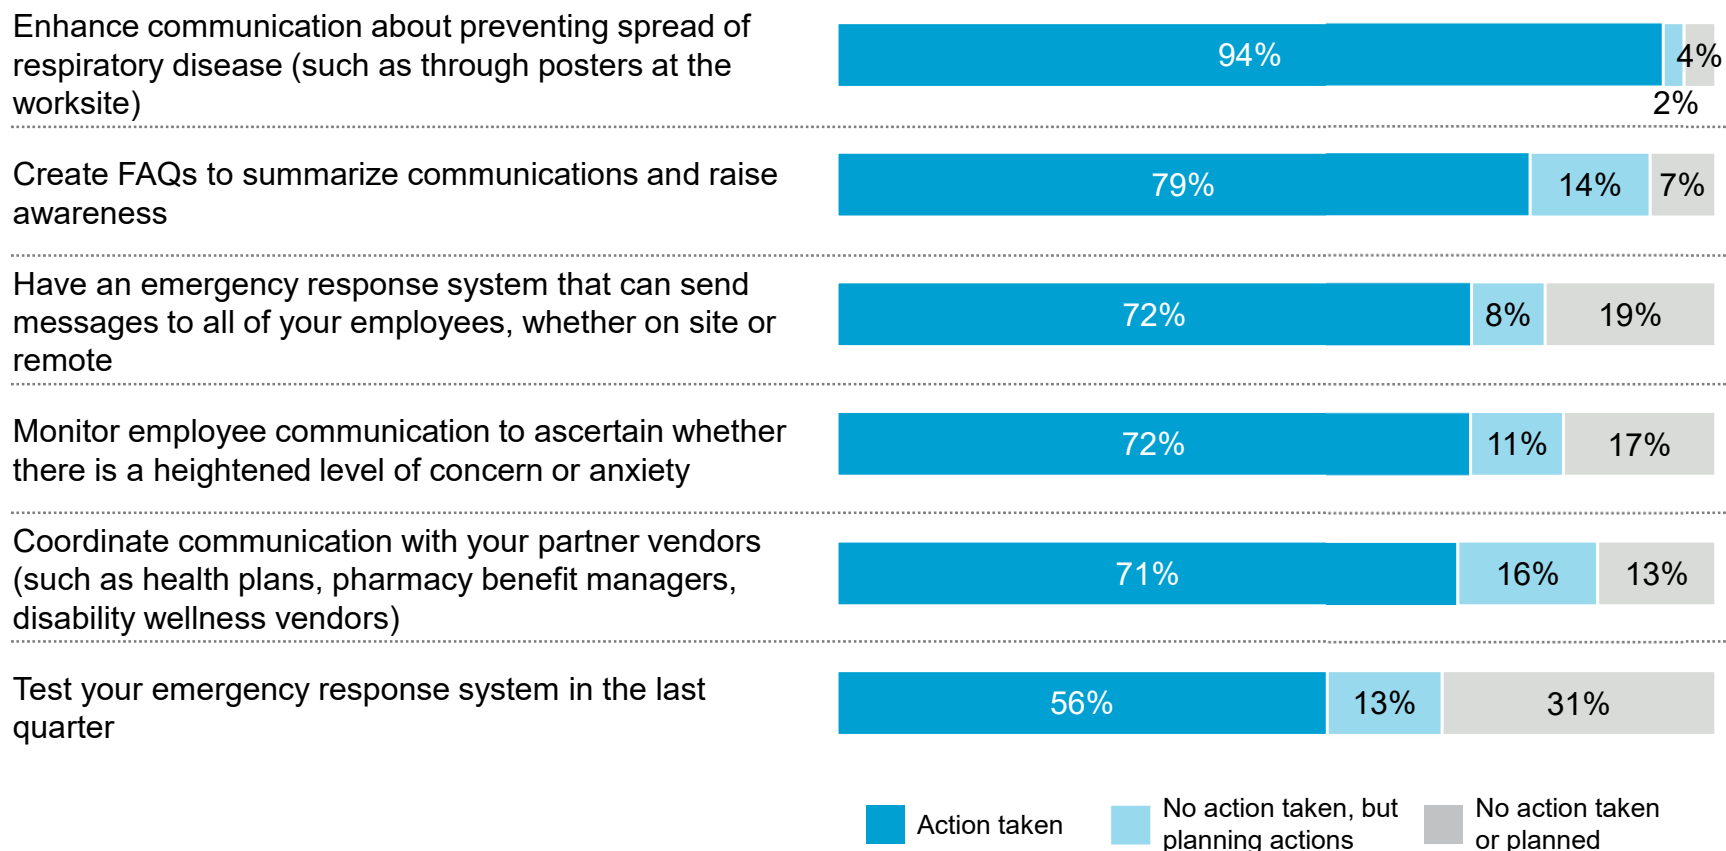 Enhance communication about preventing spread of
respiratory disease (such as through posters at the
worksite)
94%
4%
2%
Create FAQs to summarize communications and raise
awareness
79%
14%
7%
Have an emergency response system that can send
messages to all of your employees, whether on site or
remote
72%
8%
19%
Monitor employee communication to ascertain whether
there is a heightened level of concern or anxiety
72%
11%
17%
Coordinate communication with your partner vendors
(such as health plans, pharmacy benefit managers,
disability wellness vendors)
71%
16%
13%
Test your emergency response system in the last
quarter
56%
13%
31%
Action taken
No action taken, but
planning actions
No action taken
or planned